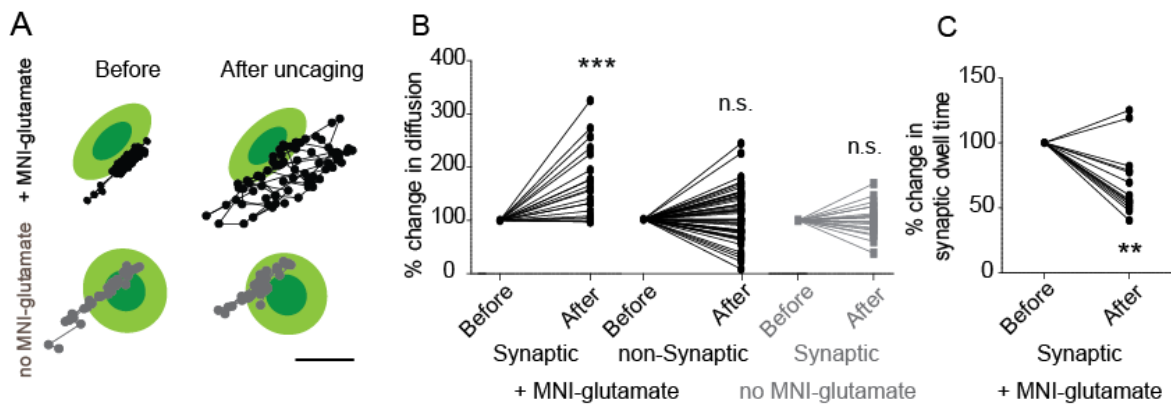 A
Before
After uncaging
+ MNI-glutamate
no MNI-glutamate
B
% change in diffusion
400
300
200
100
0
***
n.s.
n.s.
Before
After
Before
After
Before
After
Synaptic
non-Synaptic
Synaptic
+ MNI-glutamate
no MNI-glutamate
C
% change in
synaptic dwell time
150
100
50
0
**
Before
After
Synaptic
+ MNI-glutamate